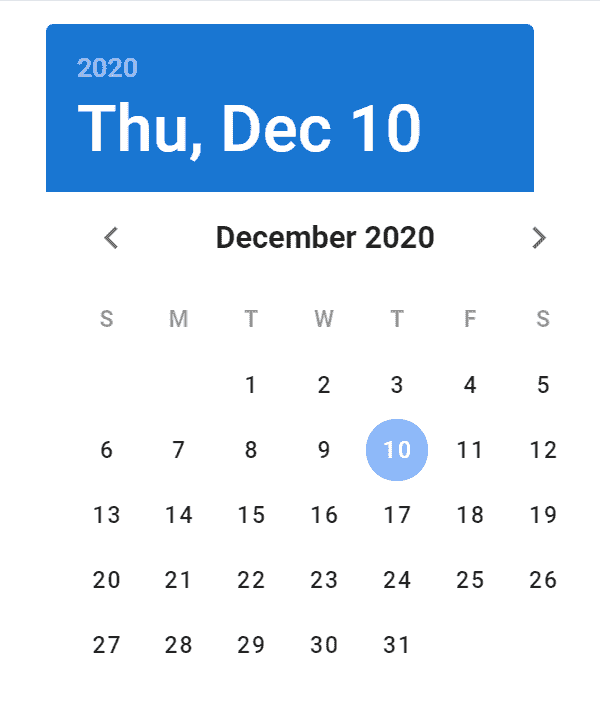 2020
Thu, Dec 10
December 2020
S M T W T F S
1 2 3 4 5
6 7 8 9 10 11 12
13 14 15 16 17 18 19
20 21 22 23 24 25 26
27 28 29 30 31